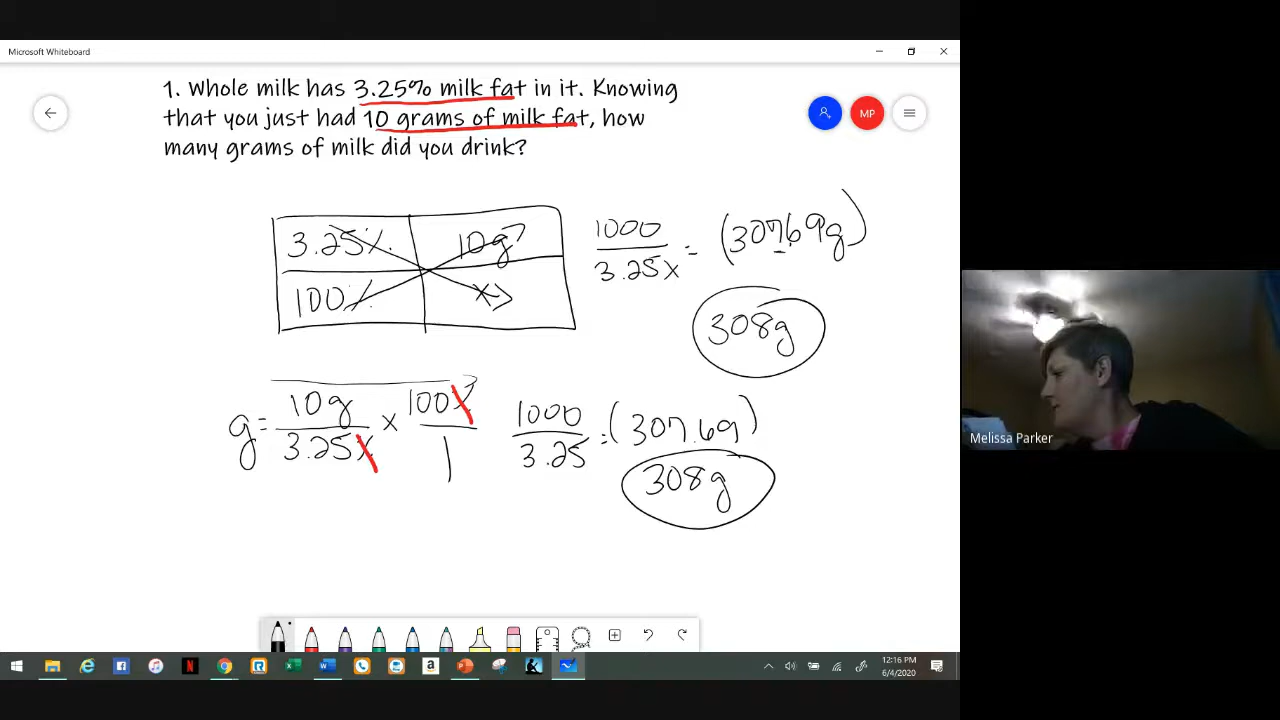 Microsoft Whiteboard
1. Whole milk has 3.25% milk fat in it. Knowing
that you just had 10 grams of milk fat, how
many grams of milk did you drink?
MP
3.25% 10g
100% x
1000
3.25x
= (307.69g)
308g
g = 10g × 100%
3.25% 1
1000
3.25
= (307.6g)
308g
Melissa Parker
12:16 PM
6/4/2020